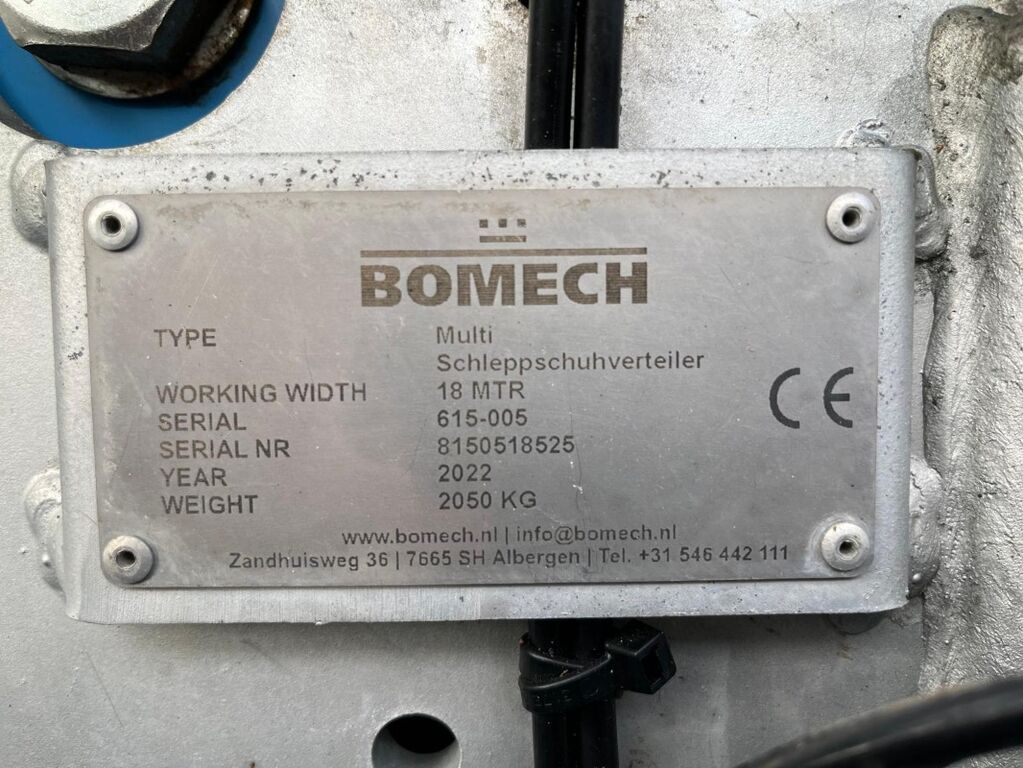 BOMECH
TYPE Multi
Schleppschuhverteiler
WORKING WIDTH 18 MTR
SERIAL 615-005
SERIAL NR 8150518525
YEAR 2022
WEIGHT 2050 KG
CE
www.bomech.nl | info@bomech.nl
Zandhuisweg 36 | 7665 SH Albergen | Tel. +31 546 442 111